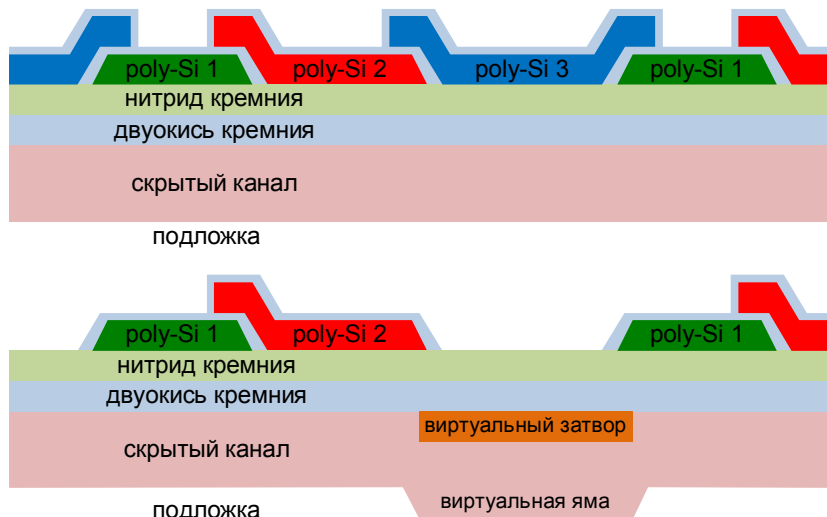 poly-Si 1 poly-Si 2 poly-Si 3 poly-Si 1
нитрид кремния
двуокись кремния
скрытый канал
подложка
poly-Si 1 poly-Si 2 poly-Si 1
нитрид кремния
двуокись кремния
виртуальный затвор
скрытый канал
виртуальная яма
подложка